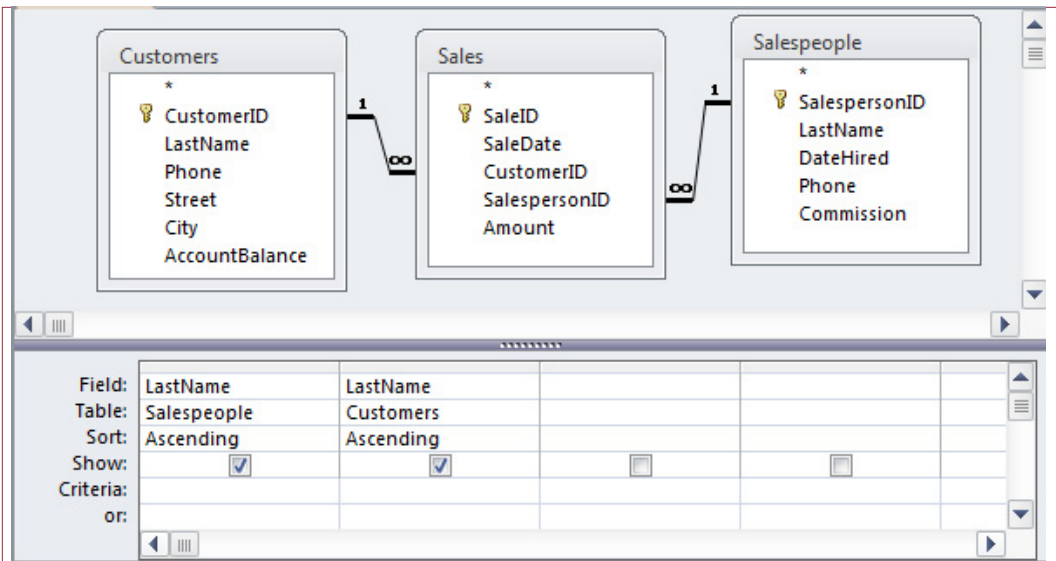 Customers
*
CustomerID
LastName
Phone
Street
City
AccountBalance
1
∞
Sales
*
SaleID
SaleDate
CustomerID
SalespersonID
Amount
1
∞
Salespeople
*
SalespersonID
LastName
DateHired
Phone
Commission
Field: LastName LastName
Table: Salespeople Customers
Sort: Ascending Ascending
Show:
Criteria:
or: